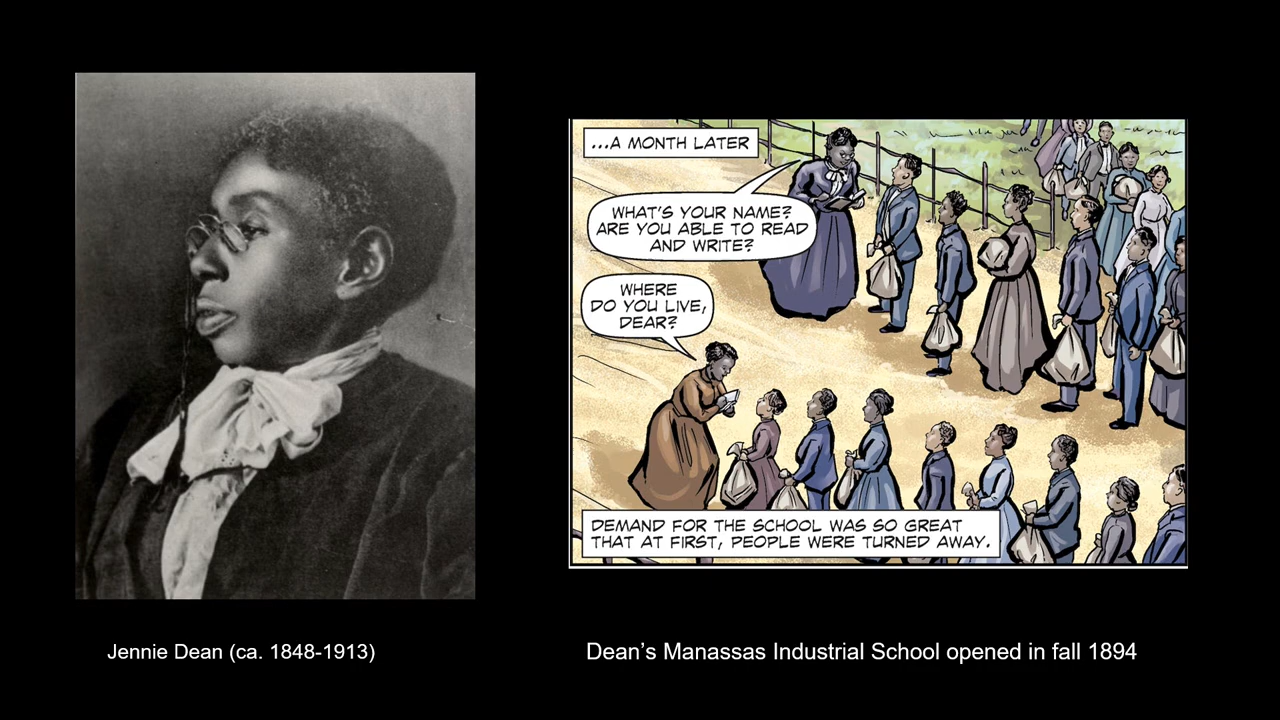 ...A MONTH LATER
WHAT'S YOUR NAME?
ARE YOU ABLE TO READ
AND WRITE?
WHERE
DO YOU LIVE,
DEAR?
DEMAND FOR THE SCHOOL WAS SO GREAT
THAT AT FIRST, PEOPLE WERE TURNED AWAY.
Jennie Dean (ca. 1848-1913)
Dean’s Manassas Industrial School opened in fall 1894